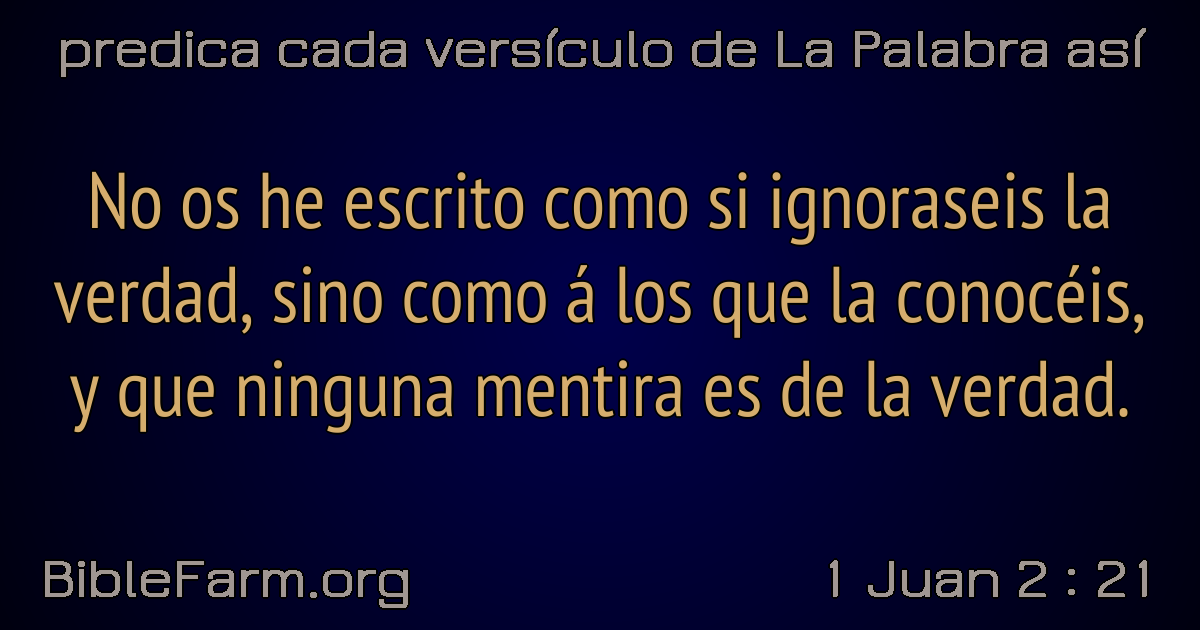 predica cada versículo de La Palabra así
No os he escrito como si ignoraseis la
verdad, sino como á los que la conocéis,
y que ninguna mentira es de la verdad.
BibleFarm.org
1 Juan 2 : 21